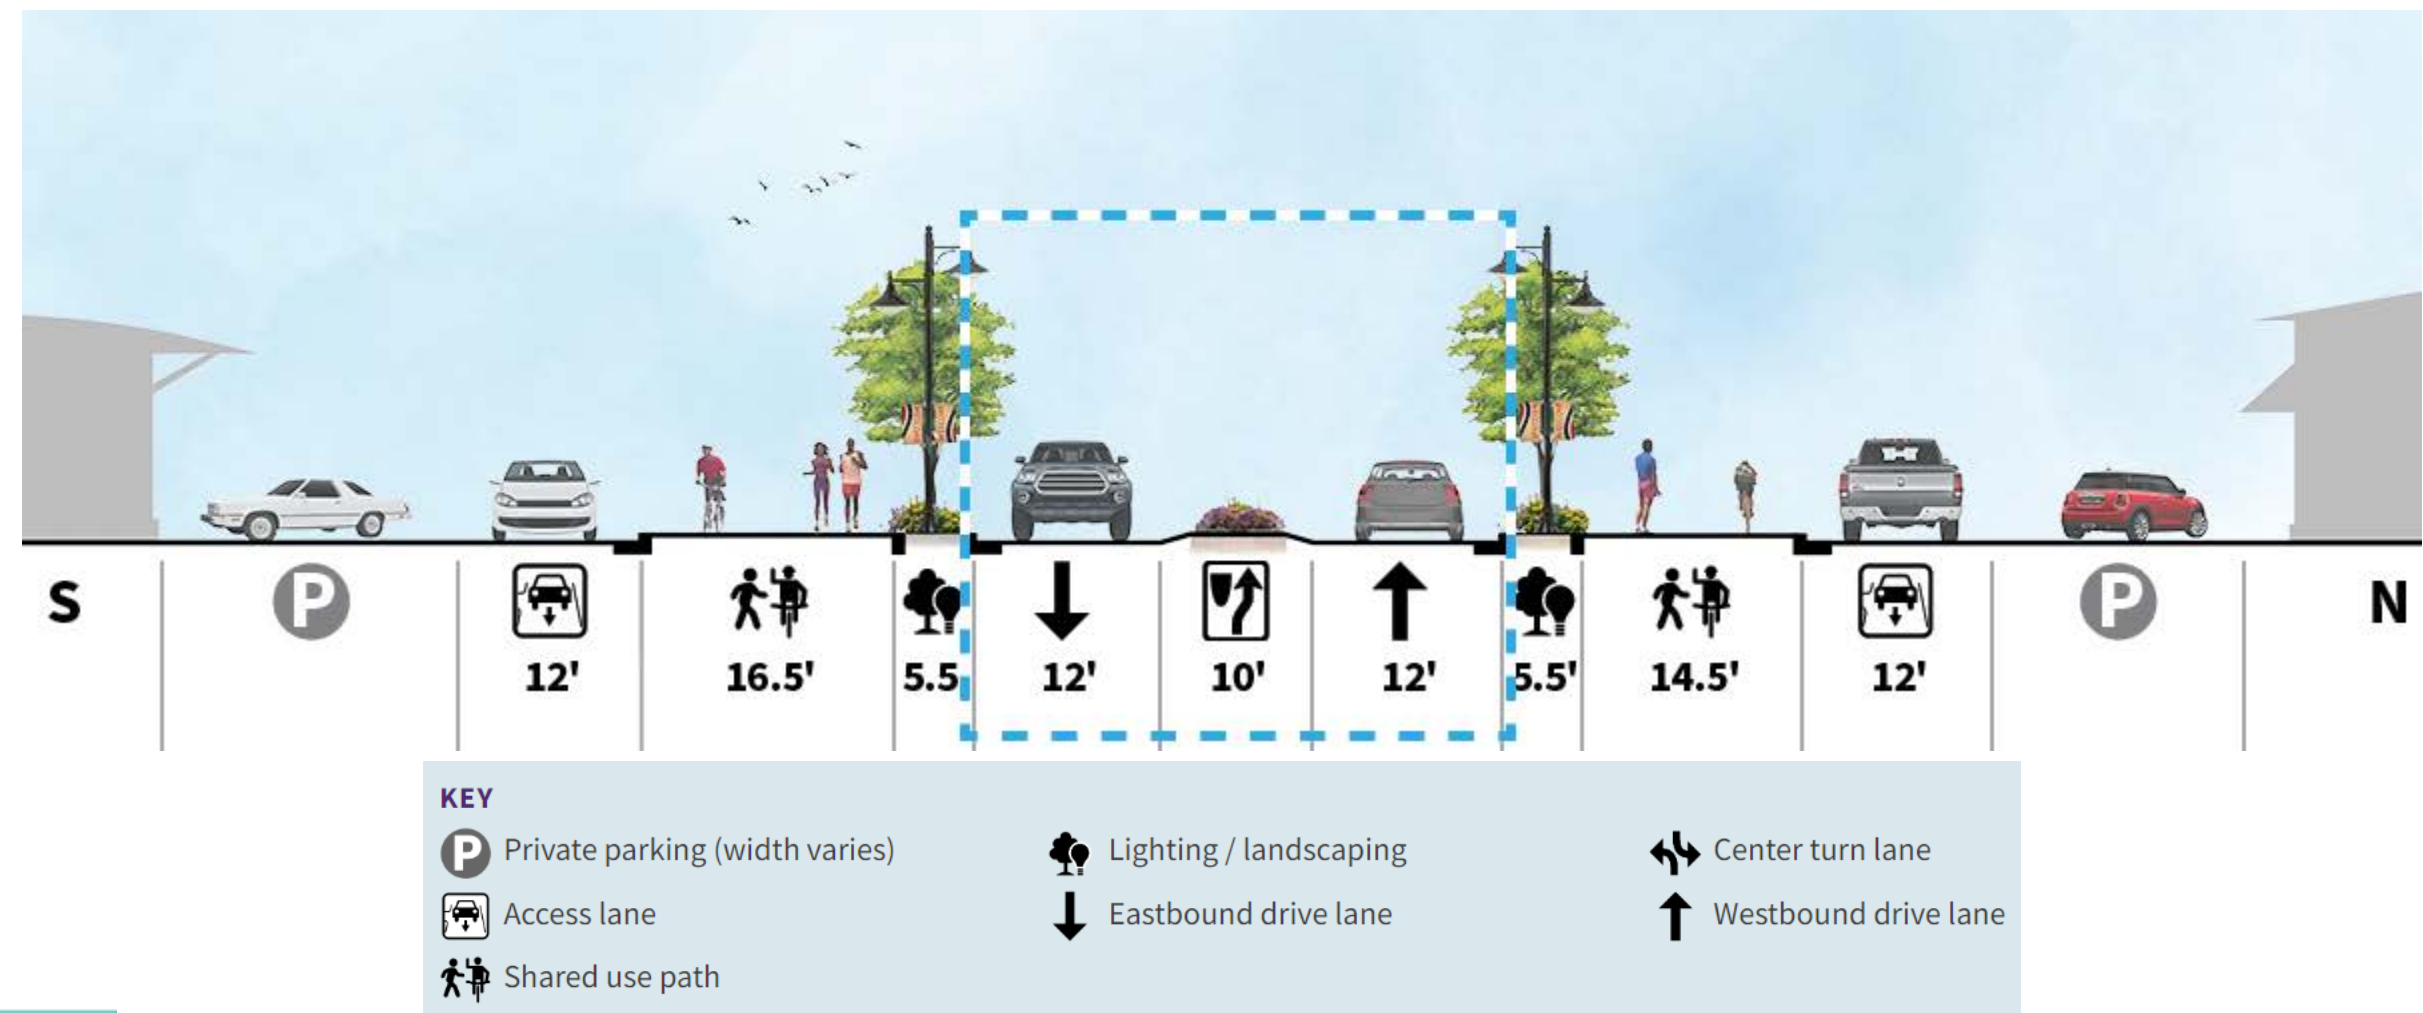 S
P
12'
16.5'
5.5
12'
10'
12'
5.5'
14.5'
12'
P
N
KEY
P Private parking (width varies)
Lighting / landscaping
Center turn lane
Access lane
Eastbound drive lane
Westbound drive lane
Shared use path